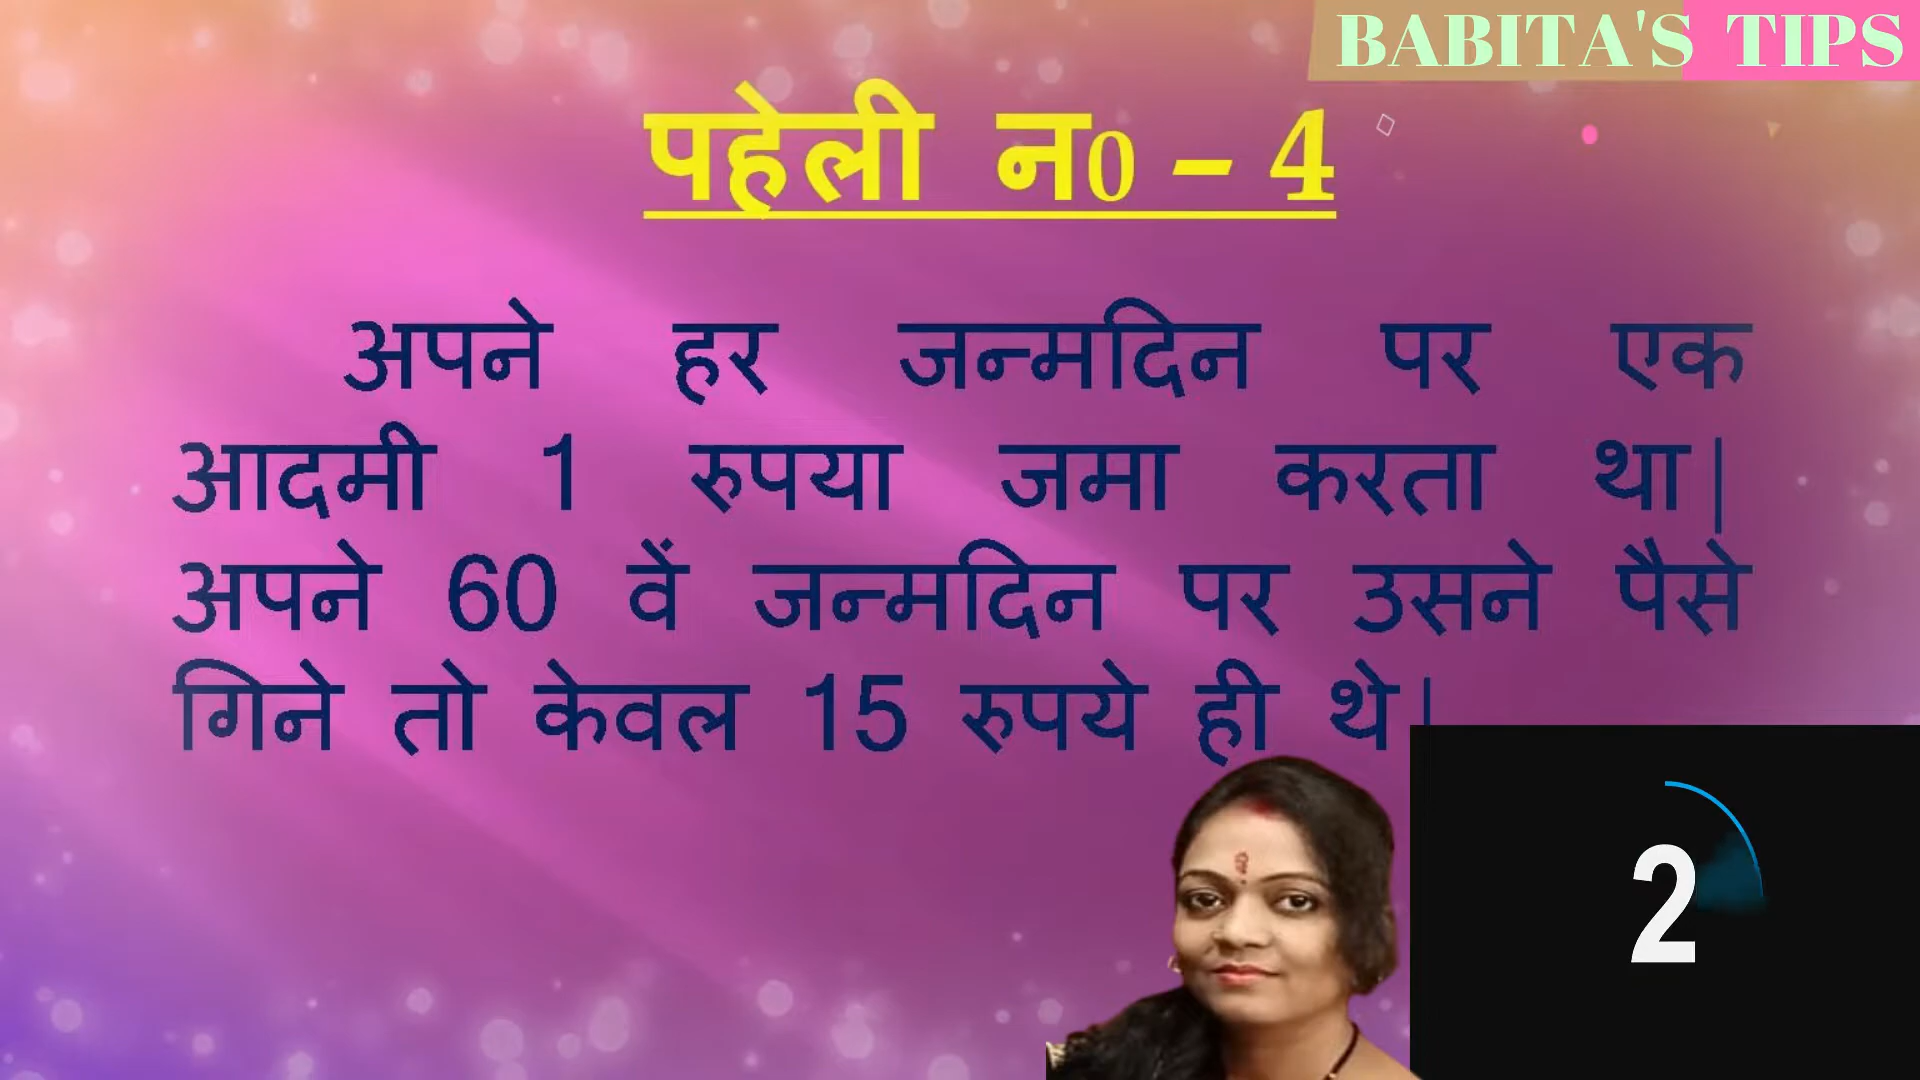 BABITA'S TIPS
पहेली न0 – 4
अपने हर जन्मदिन पर एक
आदमी 1 रुपया जमा करता था|
अपने 60 वें जन्मदिन पर उसने पैसे
गिने तो केवल 15 रुपये ही थे|
2